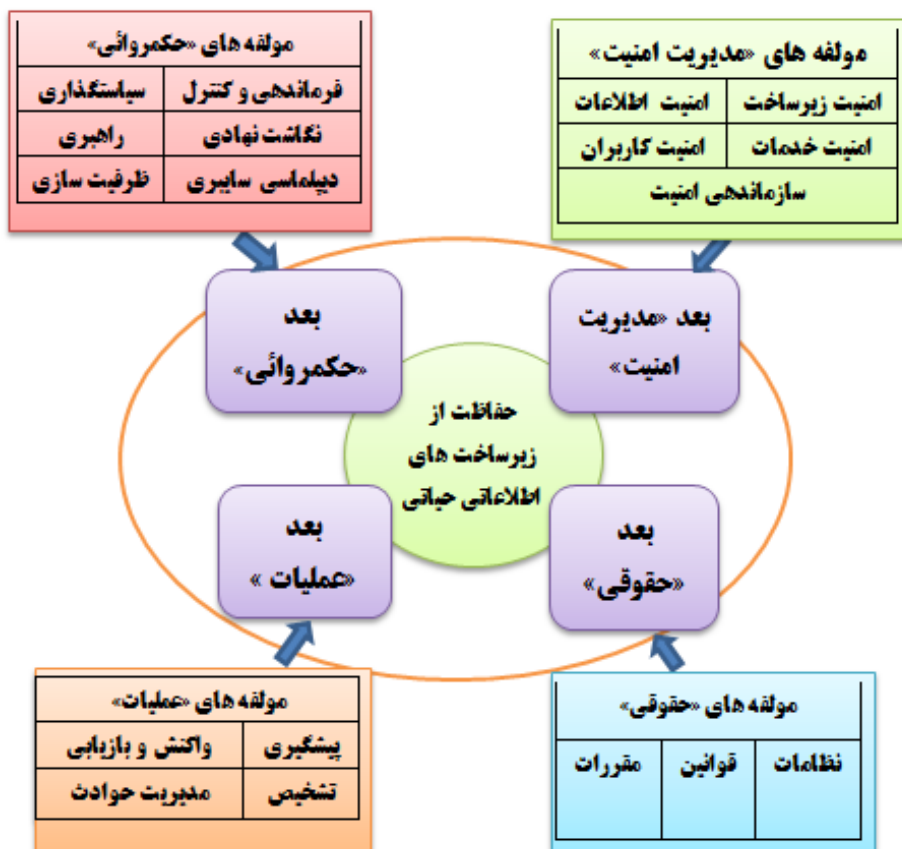 مولفه های «مدیریت امنیت»
امنیت زیرساخت امنیت اطلاعات
امنیت خدمات امنیت کاربران
سازماندهی امنیت
مولفه های «حکمروائی»
فرماندهی و کنترل سیاستگذاری
نگاشت نهادی راهبری
دیپلماسی سایبری ظرفیت سازی
بعد «مدیریت
امنیت»
بعد
«حکمروائی»
حفاظت از
زیرساخت های
اطلاعاتی حیاتی
بعد
«حقوقی»
بعد
«عملیات »
مولفه های «حقوقی»
نظامات قوانین مقررات
مولفه های «عملیات»
پیشگیری واکنش و بازیابی
تشخیص مدیریت حوادث